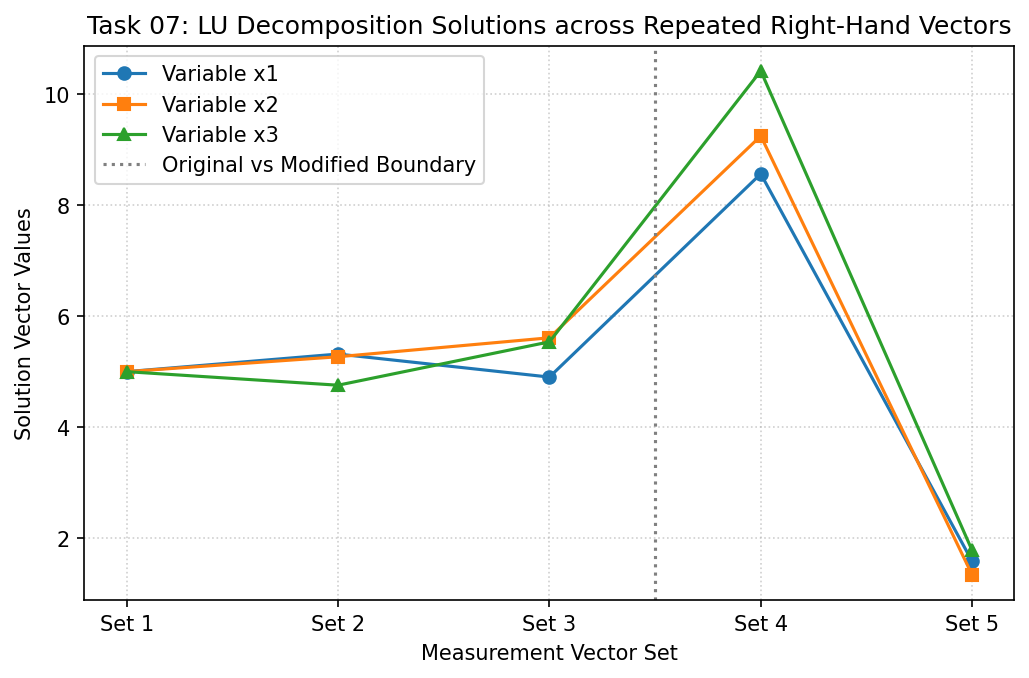 Task 07: LU Decomposition Solutions across Repeated Right-Hand Vectors
Variable x1
Variable x2
Variable x3
Original vs Modified Boundary
Solution Vector Values
10
8
6
4
2
Set 1
Set 2
Set 3
Set 4
Set 5
Measurement Vector Set